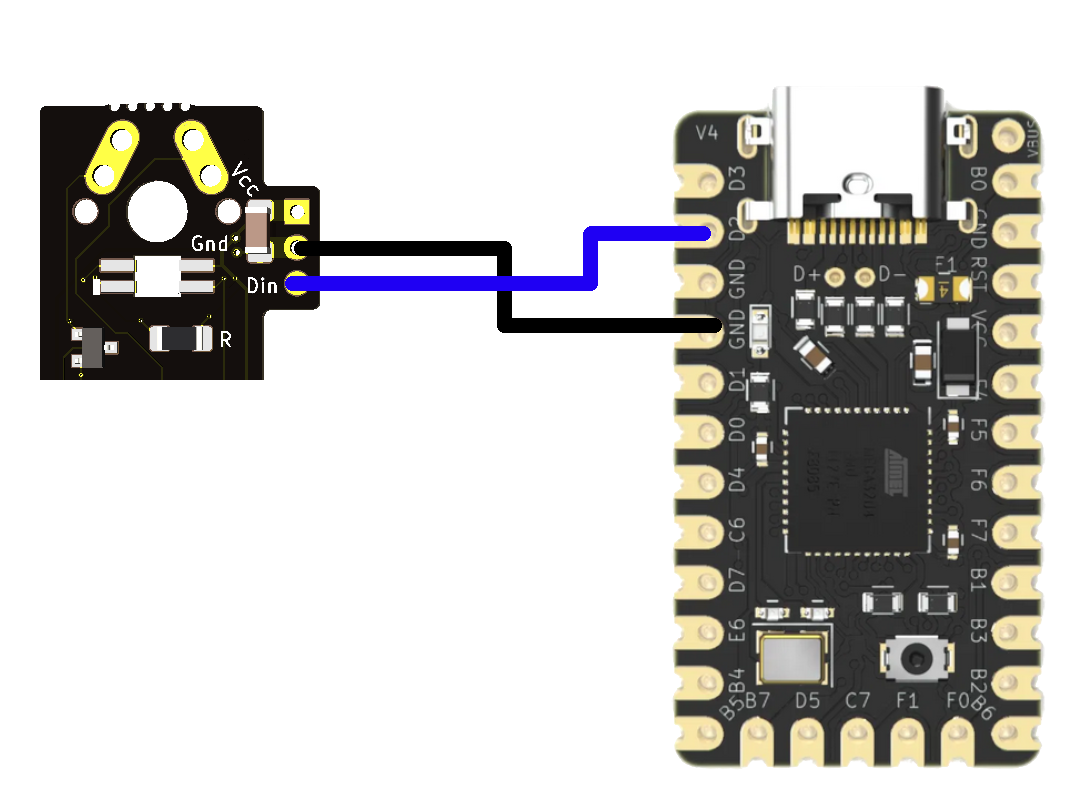 Vcc
Gnd
Din
R
V4
VBUS
D3
B0
D2
GND
GND
RST
D+
D-
F1
GND
VCC
D1
F4
D0
F5
D4
F6
C6
F7
ATMEL
D7
B1
E6
B3
B4
B2
B5
B7
D5
C7
F1
F0
B6